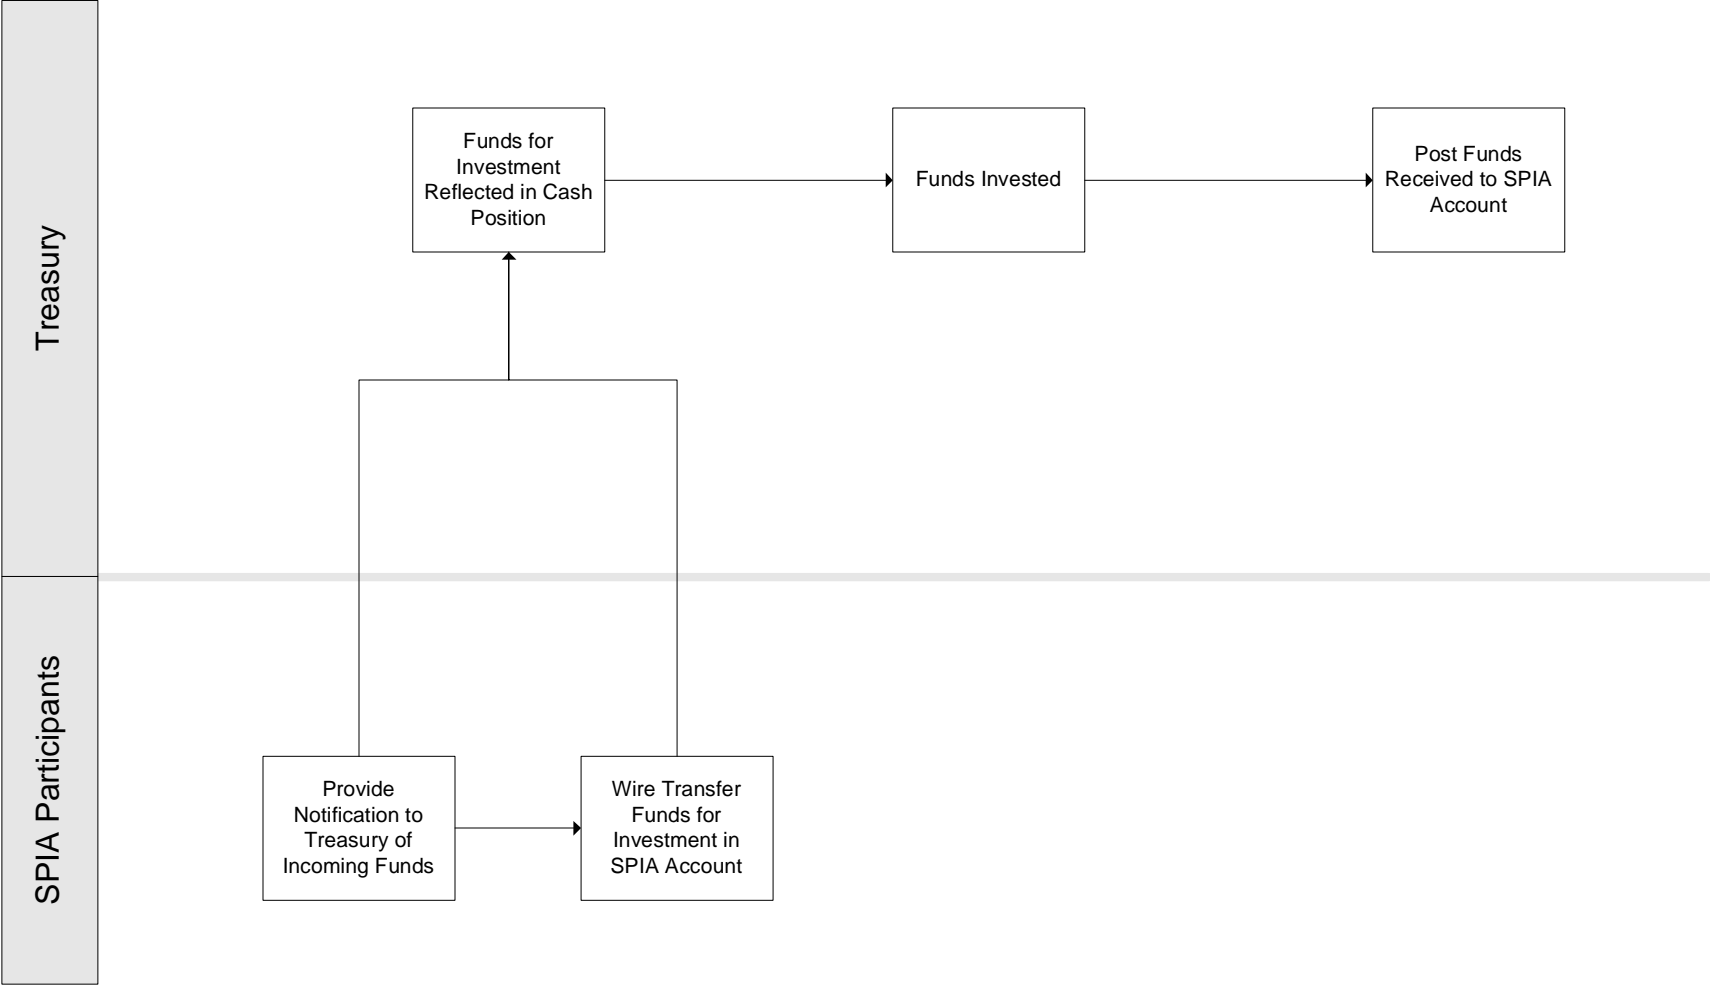 Treasury
Funds for
Investment
Reflected in Cash
Position
Funds Invested
Post Funds
Received to SPIA
Account
SPIA Participants
Provide
Notification to
Treasury of
Incoming Funds
Wire Transfer
Funds for
Investment in
SPIA Account